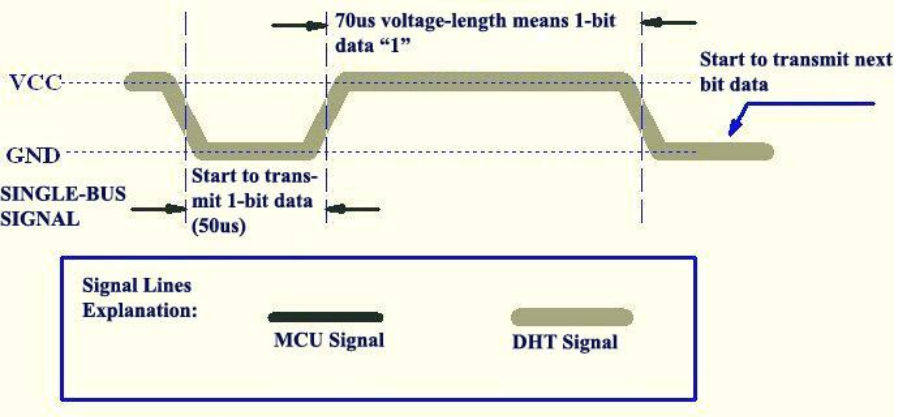 70us voltage-length means 1-bit
data “1”
VCC
Start to transmit next
bit data
GND
SINGLE-BUS
SIGNAL
Start to trans-
mit 1-bit data
(50us)
Signal Lines
Explanation:
MCU Signal
DHT Signal